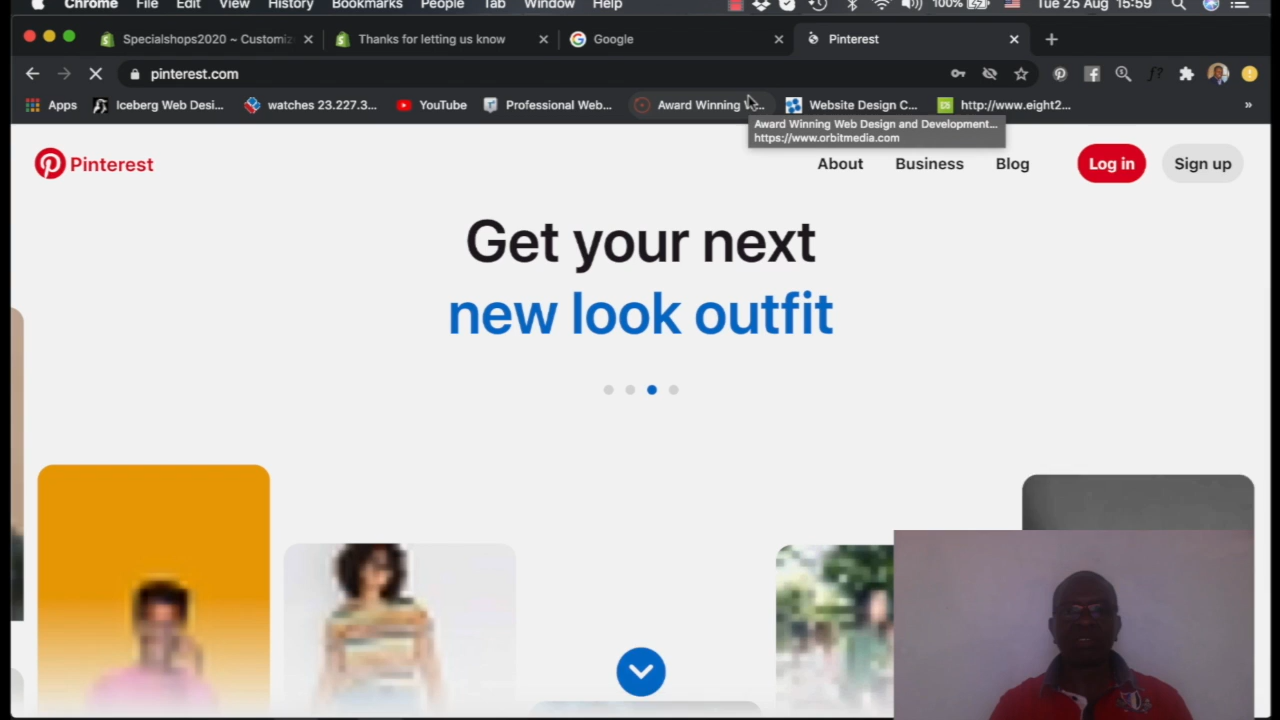 Chrome File Edit View History Bookmarks People Tab Window Help 100% Tue 25 Aug 15:59
Specialshops2020 ~ Customiz Thanks for letting us know Google Pinterest
pinterest.com
Apps Iceberg Web Desi... watches 23.227.3... YouTube Professional Web... Award Winning W... Website Design C... http://www.eight2... »
Award Winning Web Design and Development...
https://www.orbitmedia.com
Pinterest About Business Blog Log in Sign up
Get your next
new look outfit